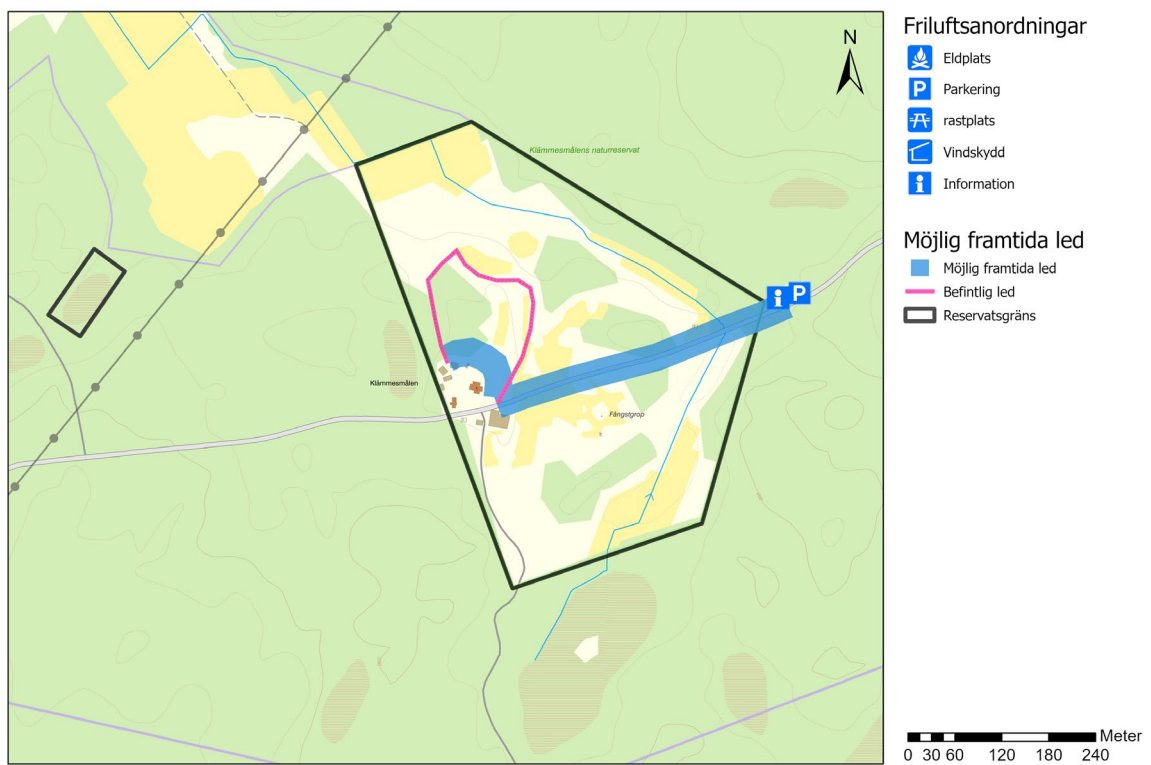 N
Klämmesmålens naturreservat
Klämmesmålen
Fångstgrop
i P
Friluftsanordningar
Eldplats
P Parkering
rastplats
Vindskydd
i Information
Möjlig framtida led
Möjlig framtida led
Befintlig led
Reservatsgräns
Meter
0 30 60 120 180 240